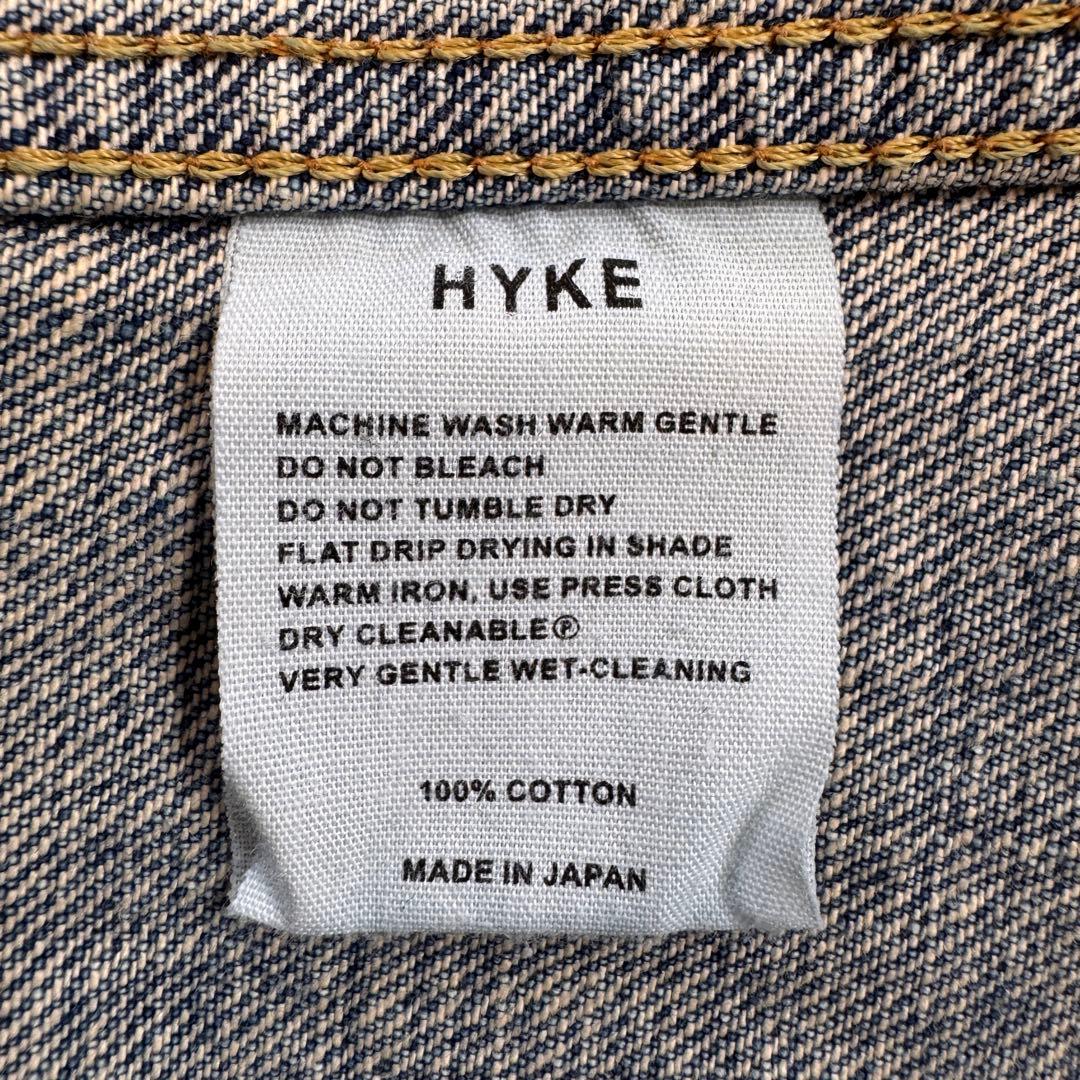 HYKE
MACHINE WASH WARM GENTLE
DO NOT BLEACH
DO NOT TUMBLE DRY
FLAT DRIP DRYING IN SHADE
WARM IRON, USE PRESS CLOTH
DRY CLEANABLEⓅ
VERY GENTLE WET-CLEANING
100% COTTON
MADE IN JAPAN